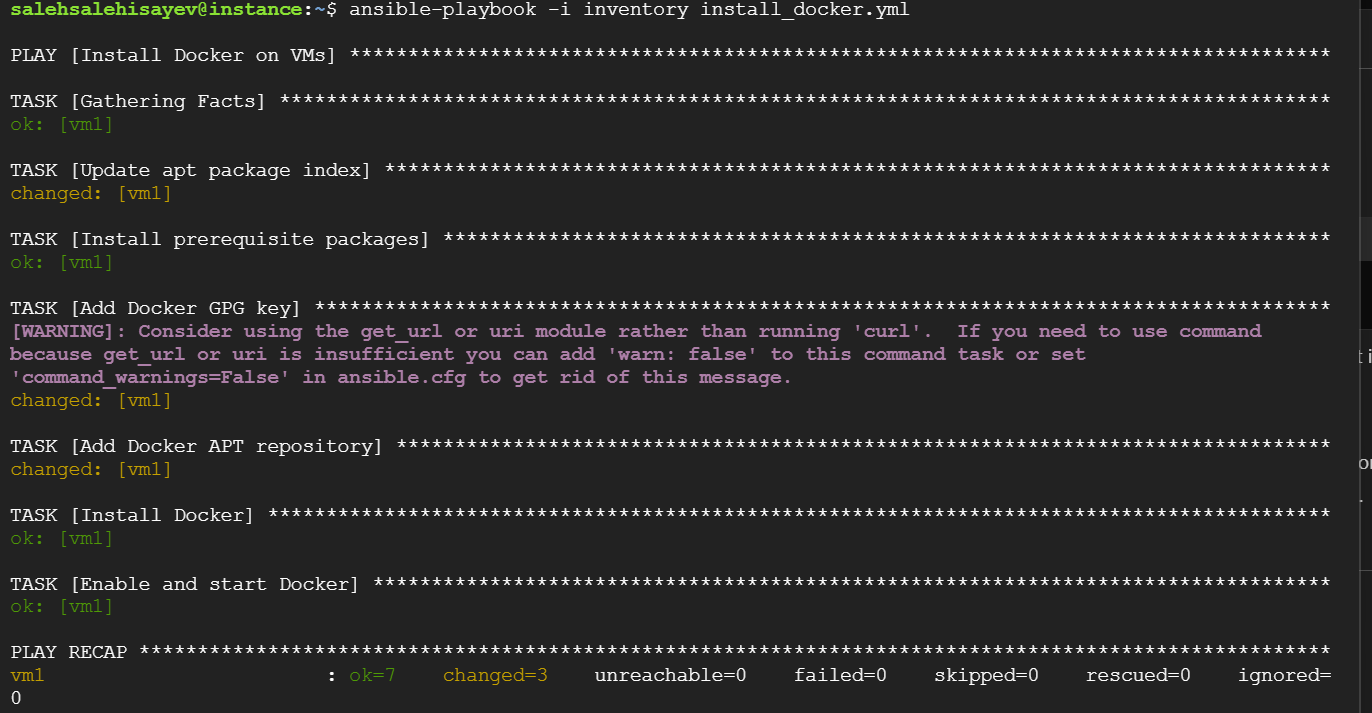 salehsalehisayev@instance:~$ ansible-playbook -i inventory install_docker.yml
PLAY [Install Docker on VMs] ************************************************************************************
TASK [Gathering Facts] ******************************************************************************************
ok: [vm1]
TASK [Update apt package index] *********************************************************************************
changed: [vm1]
TASK [Install prerequisite packages] ****************************************************************************
ok: [vm1]
TASK [Add Docker GPG key] ***************************************************************************************
[WARNING]: Consider using the get_url or uri module rather than running 'curl'.  If you need to use command
because get_url or uri is insufficient you can add 'warn: false' to this command task or set
'command_warnings=False' in ansible.cfg to get rid of this message.
changed: [vm1]
TASK [Add Docker APT repository] ********************************************************************************
changed: [vm1]
TASK [Install Docker] *******************************************************************************************
ok: [vm1]
TASK [Enable and start Docker] **********************************************************************************
ok: [vm1]
PLAY RECAP ******************************************************************************************************
vm1                        : ok=7    changed=3    unreachable=0    failed=0    skipped=0    rescued=0    ignored=
0